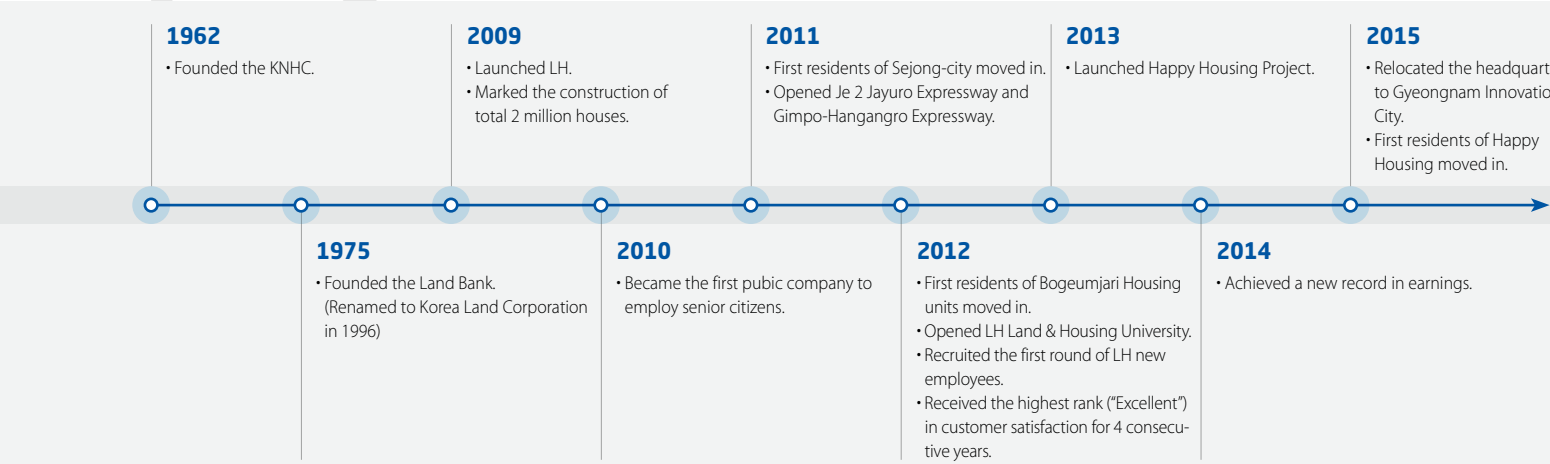 1962
• Founded the KNHC.
2009
• Launched LH.
• Marked the construction of
total 2 million houses.
2011
• First residents of Sejong-city moved in.
• Opened Je 2 Jayuro Expressway and
Gimpo-Hangangro Expressway.
2013
• Launched Happy Housing Project.
2015
• Relocated the headquart
to Gyeongnam Innovatio
City.
• First residents of Happy
Housing moved in.
1975
• Founded the Land Bank.
(Renamed to Korea Land Corporation
in 1996)
2010
• Became the first pubic company to
employ senior citizens.
2012
• First residents of Bogeumjari Housing
units moved in.
• Opened LH Land & Housing University.
• Recruited the first round of LH new
employees.
• Received the highest rank (“Excellent”)
in customer satisfaction for 4 consecu-
tive years.
2014
• Achieved a new record in earnings.